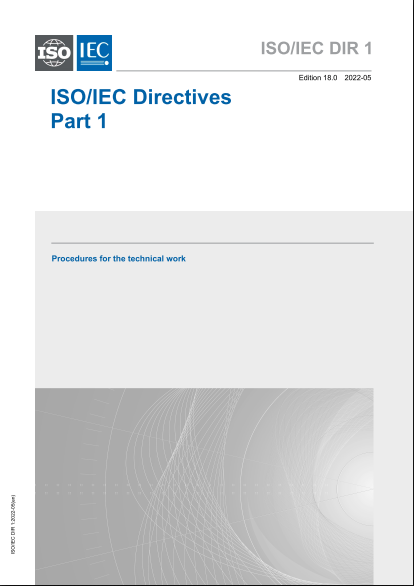 ISO IEC
ISO/IEC DIR 1
Edition 18.0 2022-05
ISO/IEC Directives
Part 1
Procedures for the technical work
ISO/IEC DIR 1:2022-05(en)